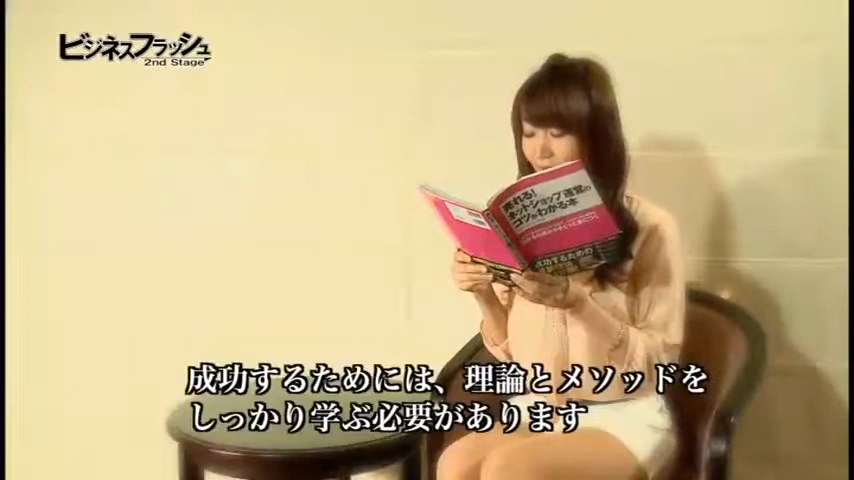 ビジネスフラッシュ
2nd Stage
売れる!
ネットショップ運営の
コツがわかる本
成功するための
成功するためには、理論とメソッドを
しっかり学ぶ必要があります